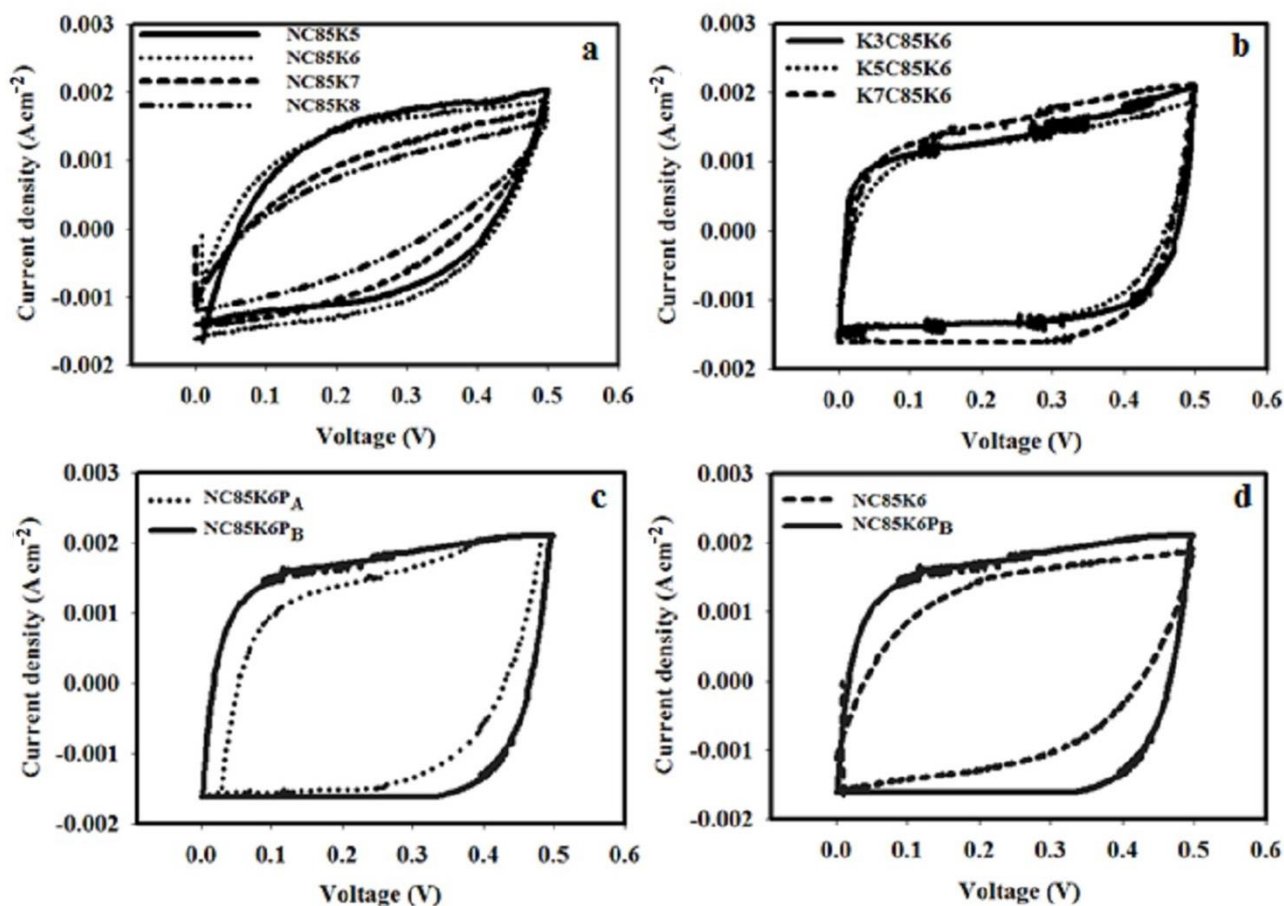 a
NC85K5
NC85K6
NC85K7
NC85K8
0.003
0.002
0.001
0.000
-0.001
-0.002
Current density (A cm⁻²)
0.0 0.1 0.2 0.3 0.4 0.5 0.6
Voltage (V)
b
K3C85K6
K5C85K6
K7C85K6
0.003
0.002
0.001
0.000
-0.001
-0.002
Current density (A cm⁻²)
0.0 0.1 0.2 0.3 0.4 0.5 0.6
Voltage (V)
c
NC85K6P_A
NC85K6P_B
0.003
0.002
0.001
0.000
-0.001
-0.002
Current density (A cm⁻²)
0.0 0.1 0.2 0.3 0.4 0.5 0.6
Voltage (V)
d
NC85K6
NC85K6P_B
0.003
0.002
0.001
0.000
-0.001
-0.002
Current density (A cm⁻²)
0.0 0.1 0.2 0.3 0.4 0.5 0.6
Voltage (V)